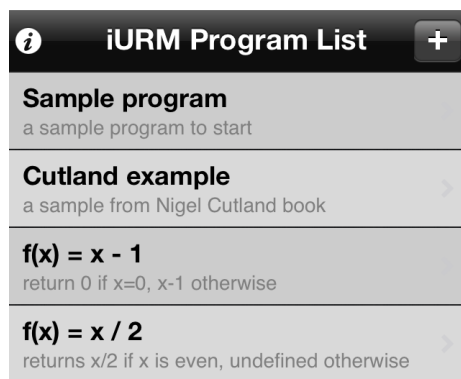 iURM Program List
Sample program
a sample program to start
Cutland example
a sample from Nigel Cutland book
f(x) = x - 1
return 0 if x=0, x-1 otherwise
f(x) = x / 2
returns x/2 if x is even, undefined otherwise